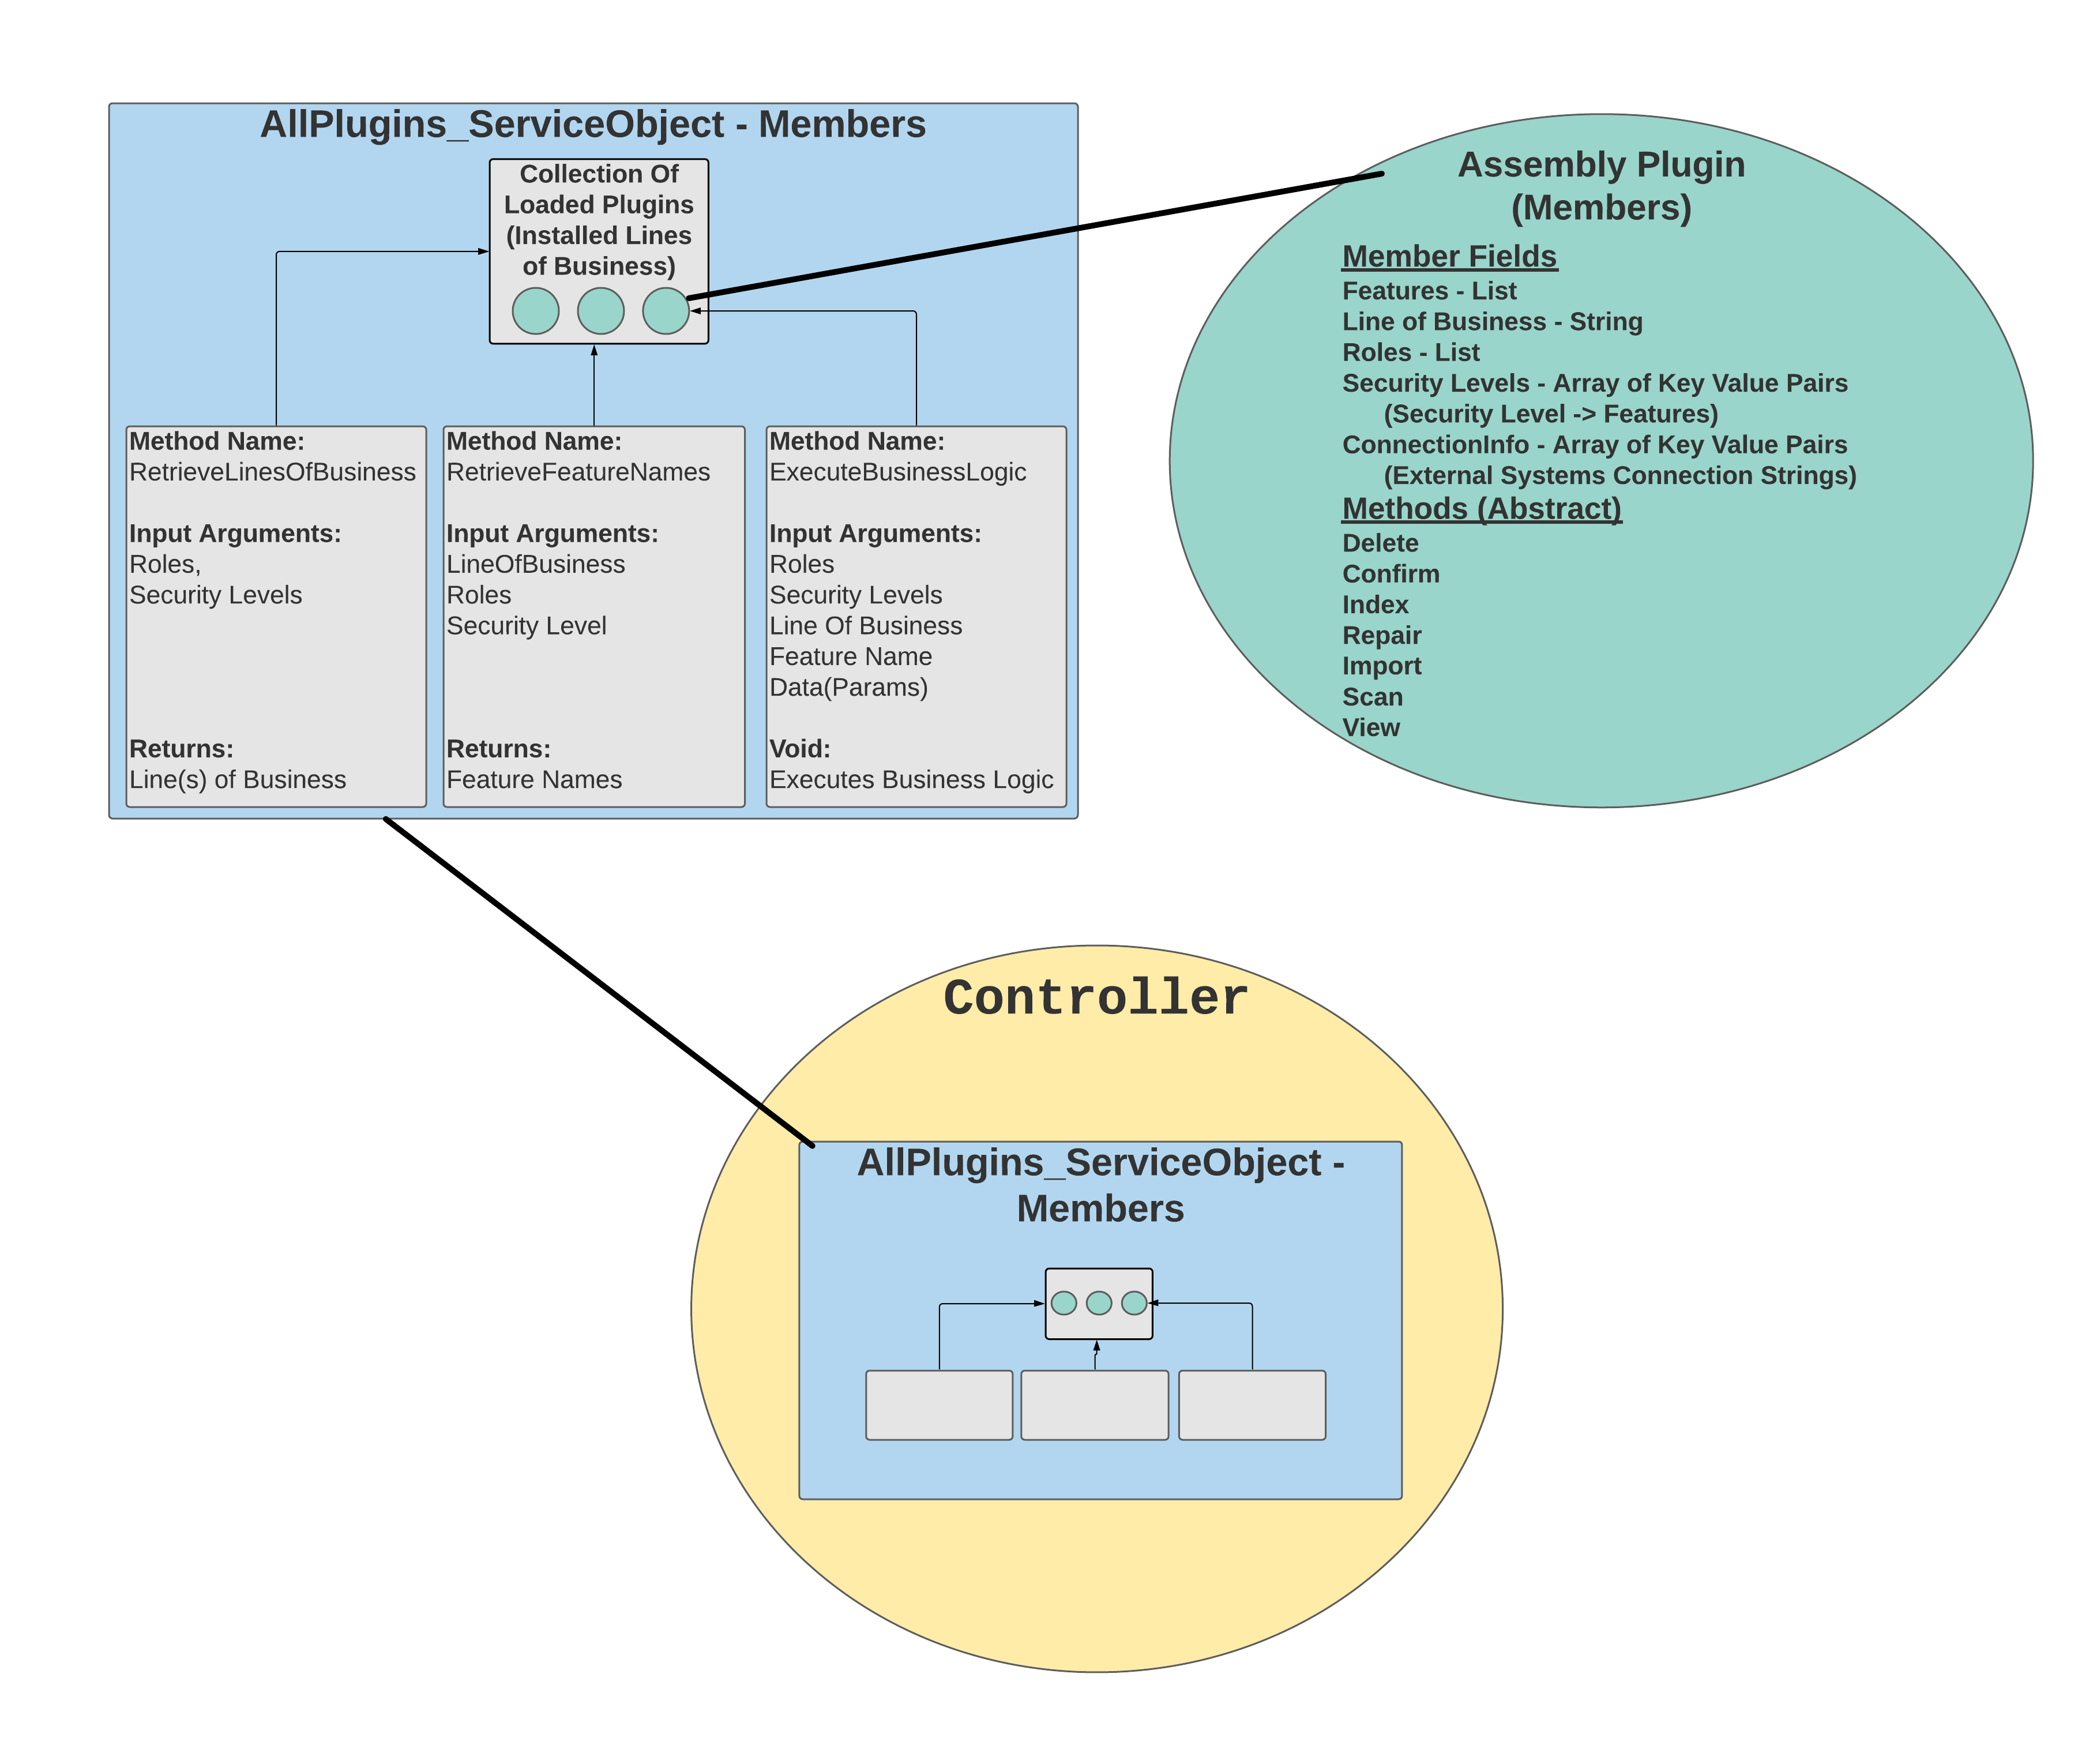 AllPlugins_ServiceObject - Members
Collection Of
Loaded Plugins
(Installed Lines
of Business)
Method Name:
RetrieveLinesOfBusiness
Input Arguments:
Roles,
Security Levels
Returns:
Line(s) of Business
Method Name:
RetrieveFeatureNames
Input Arguments:
LineOfBusiness
Roles
Security Level
Returns:
Feature Names
Method Name:
ExecuteBusinessLogic
Input Arguments:
Roles
Security Levels
Line Of Business
Feature Name
Data(Params)
Void:
Executes Business Logic
Assembly Plugin
(Members)
Member Fields
Features - List
Line of Business - String
Roles - List
Security Levels - Array of Key Value Pairs
(Security Level -> Features)
ConnectionInfo - Array of Key Value Pairs
(External Systems Connection Strings)
Methods (Abstract)
Delete
Confirm
Index
Repair
Import
Scan
View
Controller
AllPlugins_ServiceObject -
Members